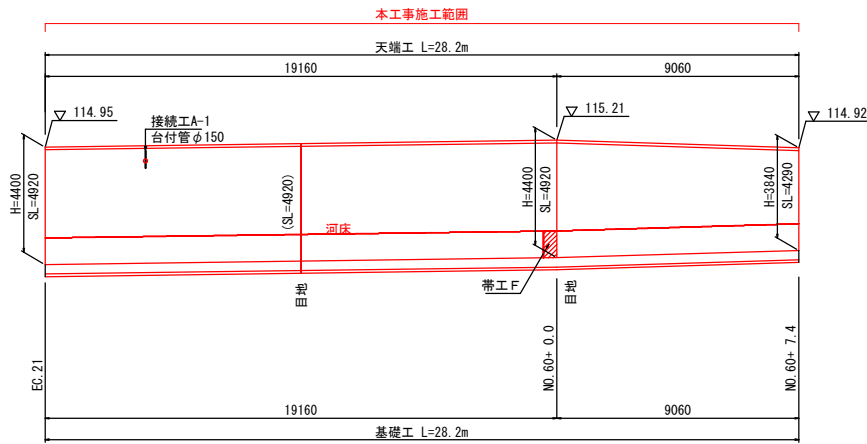 本工事施工範囲
天端工 L=28.2m
19160
9060
▽ 114.95
▽ 115.21
▽ 114.92
接続工A-1
台付管φ150
H=4400
SL=4920
(SL=4920)
H=4400
SL=4920
H=3840
SL=4290
河床
帯工F
目地
目地
EC.21
NO.60+ 0.0
NO.60+ 7.4
19160
9060
基礎工 L=28.2m